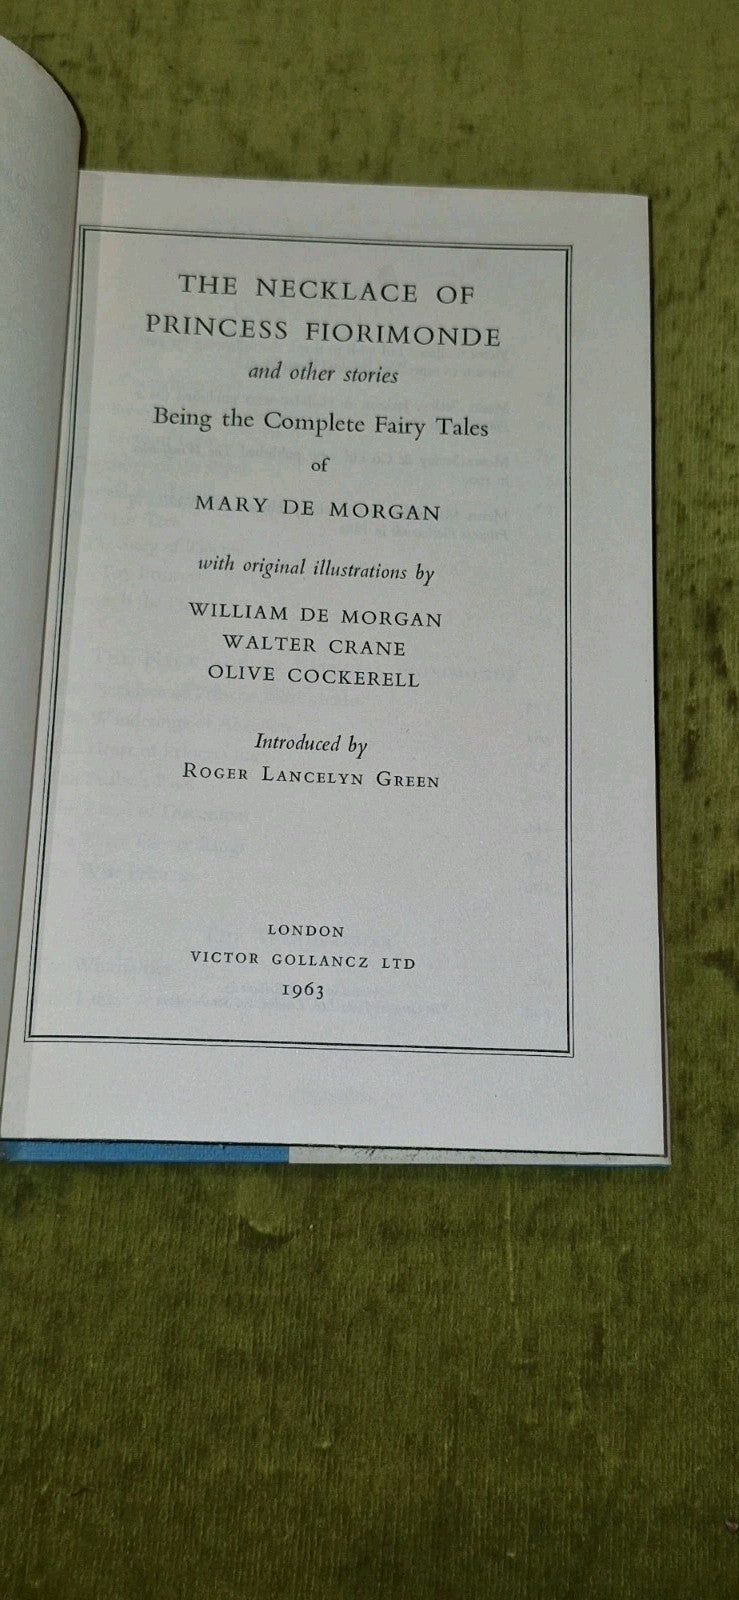 THE NECKLACE OF
PRINCESS FIORIMONDE
and other stories
Being the Complete Fairy Tales
of
MARY DE MORGAN
with original illustrations by
WILLIAM DE MORGAN
WALTER CRANE
OLIVE COCKERELL
Introduced by
ROGER LANCELYN GREEN
LONDON
VICTOR GOLLANCZ LTD
1963